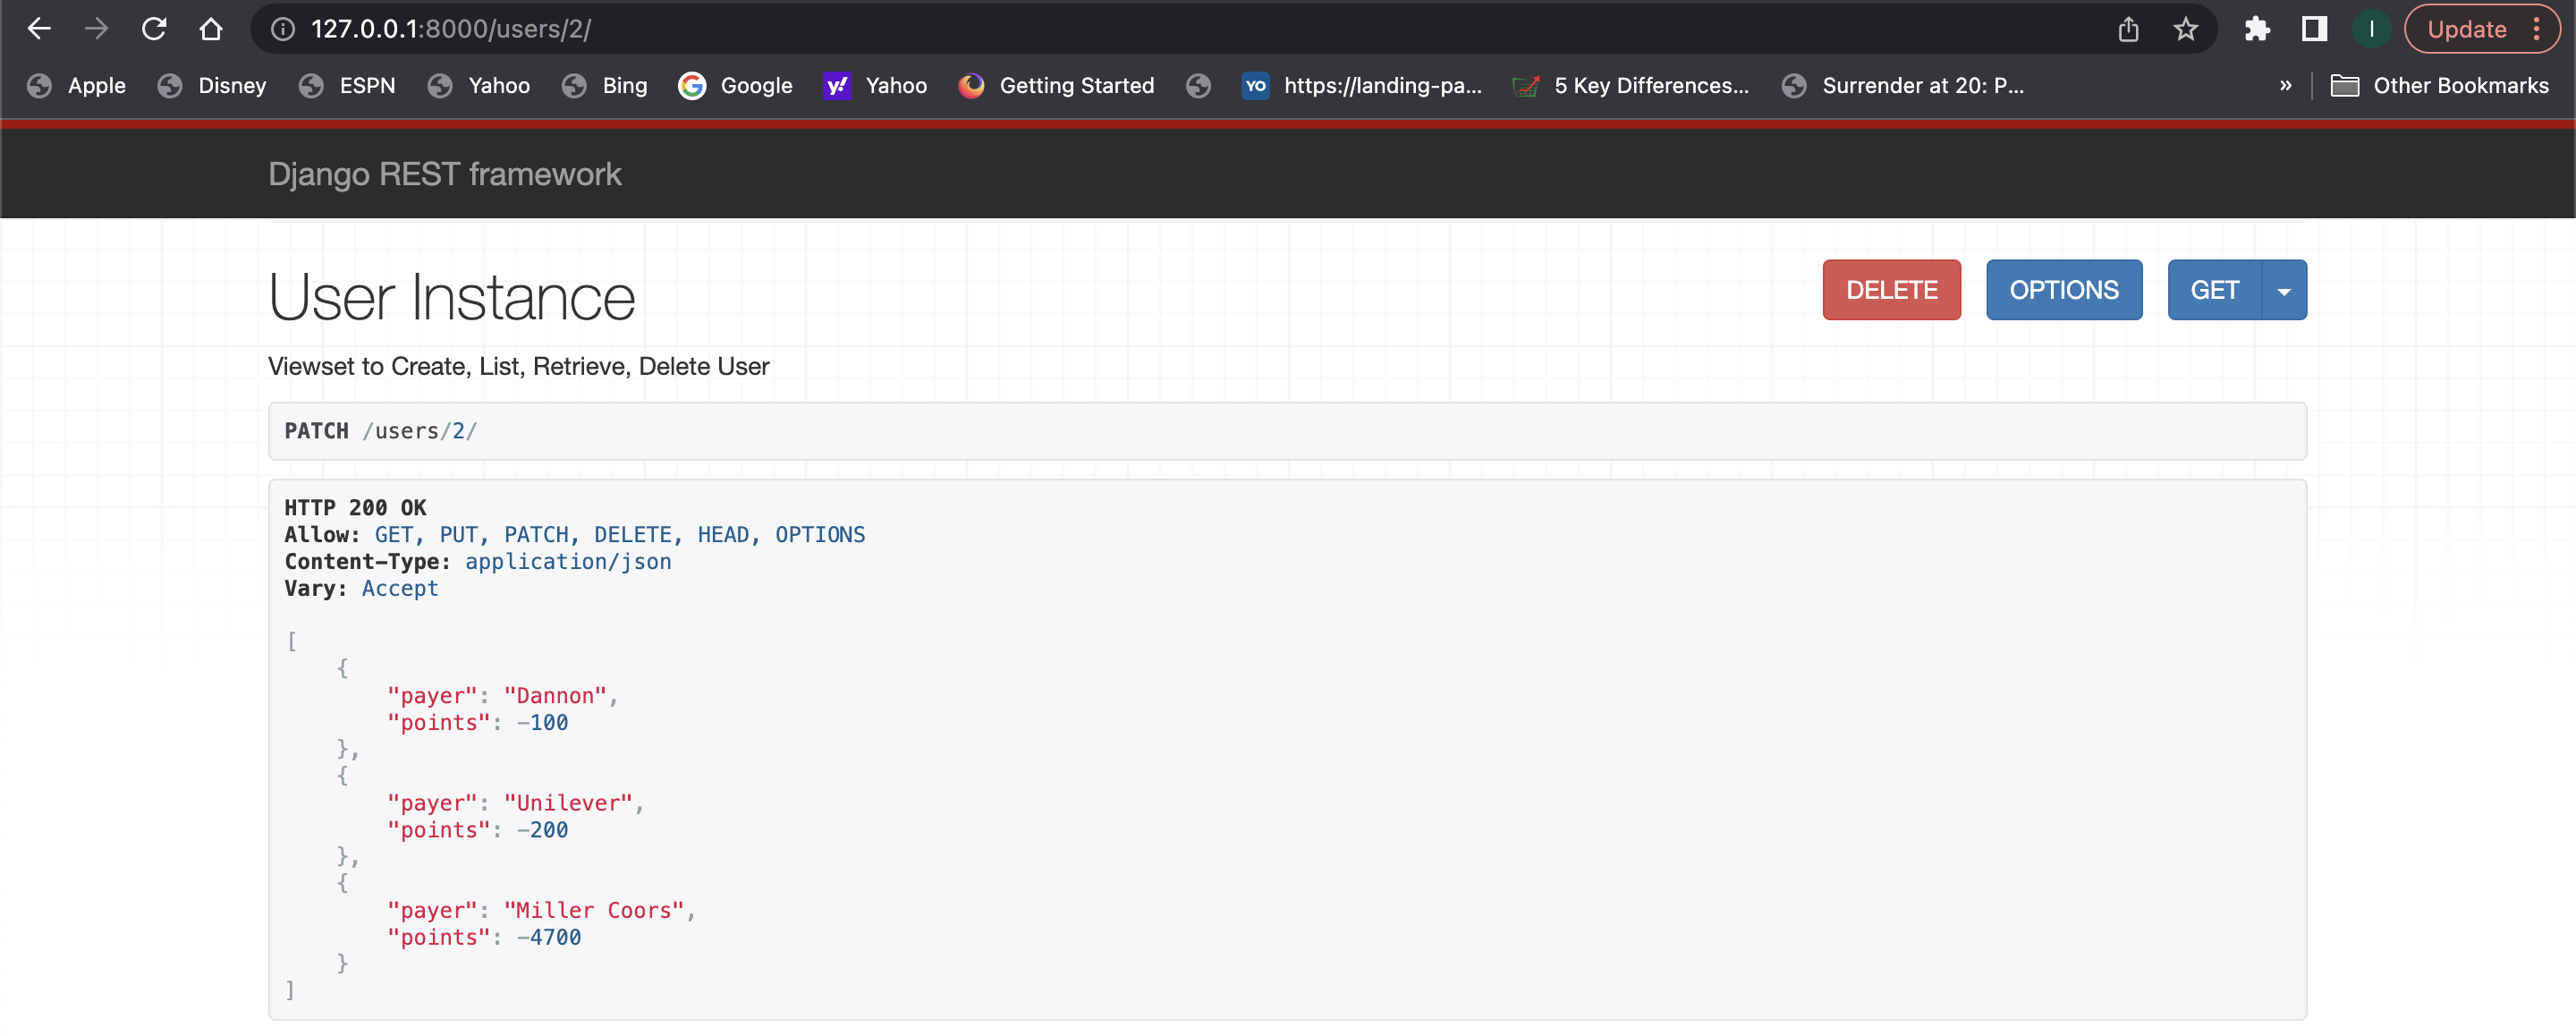 127.0.0.1:8000/users/2/
Update
I
Apple Disney ESPN Yahoo Bing Google Yahoo Getting Started YO https://landing-pa... 5 Key Differences... Surrender at 20: P... » Other Bookmarks
Django REST framework
User Instance
DELETE OPTIONS GET
Viewset to Create, List, Retrieve, Delete User
PATCH /users/2/
HTTP 200 OK
Allow: GET, PUT, PATCH, DELETE, HEAD, OPTIONS
Content-Type: application/json
Vary: Accept
[
    {
        "payer": "Dannon",
        "points": -100
    },
    {
        "payer": "Unilever",
        "points": -200
    },
    {
        "payer": "Miller Coors",
        "points": -4700
    }
]